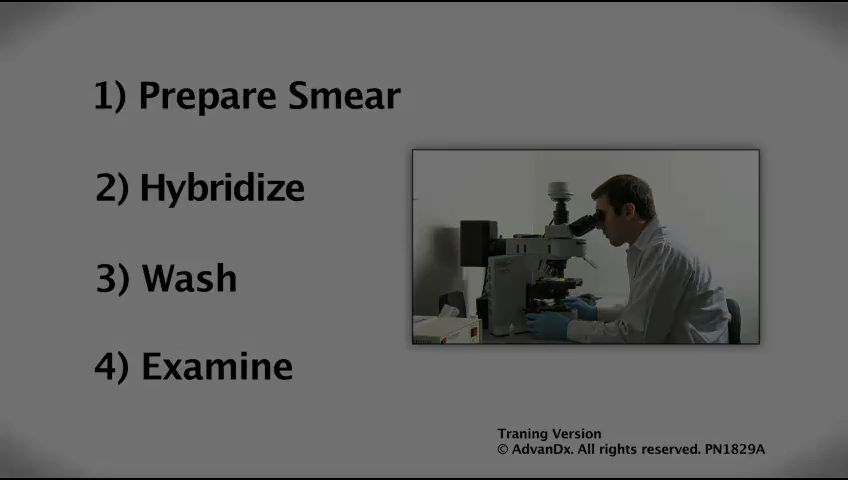 1) Prepare Smear
2) Hybridize
3) Wash
4) Examine
Traning Version
© AdvanDx. All rights reserved. PN1829A